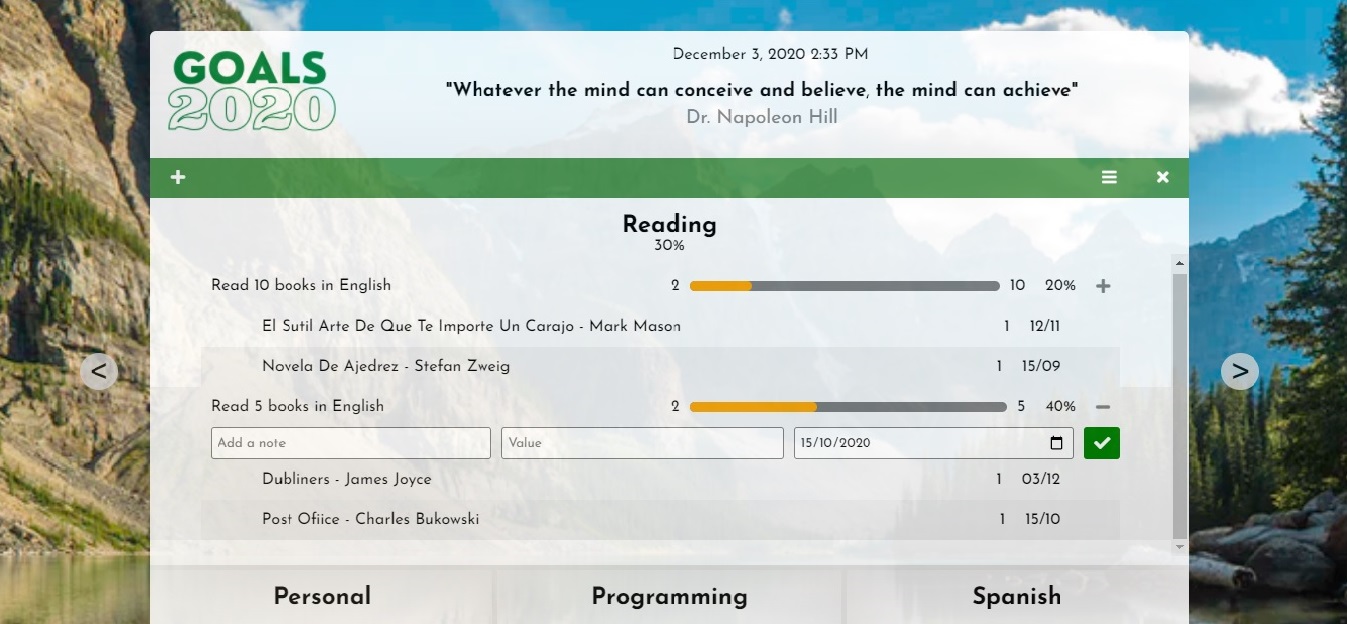 GOALS
2020
December 3, 2020 2:33 PM
"Whatever the mind can conceive and believe, the mind can achieve"
Dr. Napoleon Hill
Reading
30%
Read 10 books in English 2 10 20%
El Sutil Arte De Que Te Importe Un Carajo - Mark Mason 1 12/11
Novela De Ajedrez - Stefan Zweig 1 15/09
<
>
Read 5 books in English 2 5 40%
Add a note Value 15/10/2020
Dubliners - James Joyce 1 03/12
Post Ofiice - Charles Bukowski 1 15/10
Personal Programming Spanish